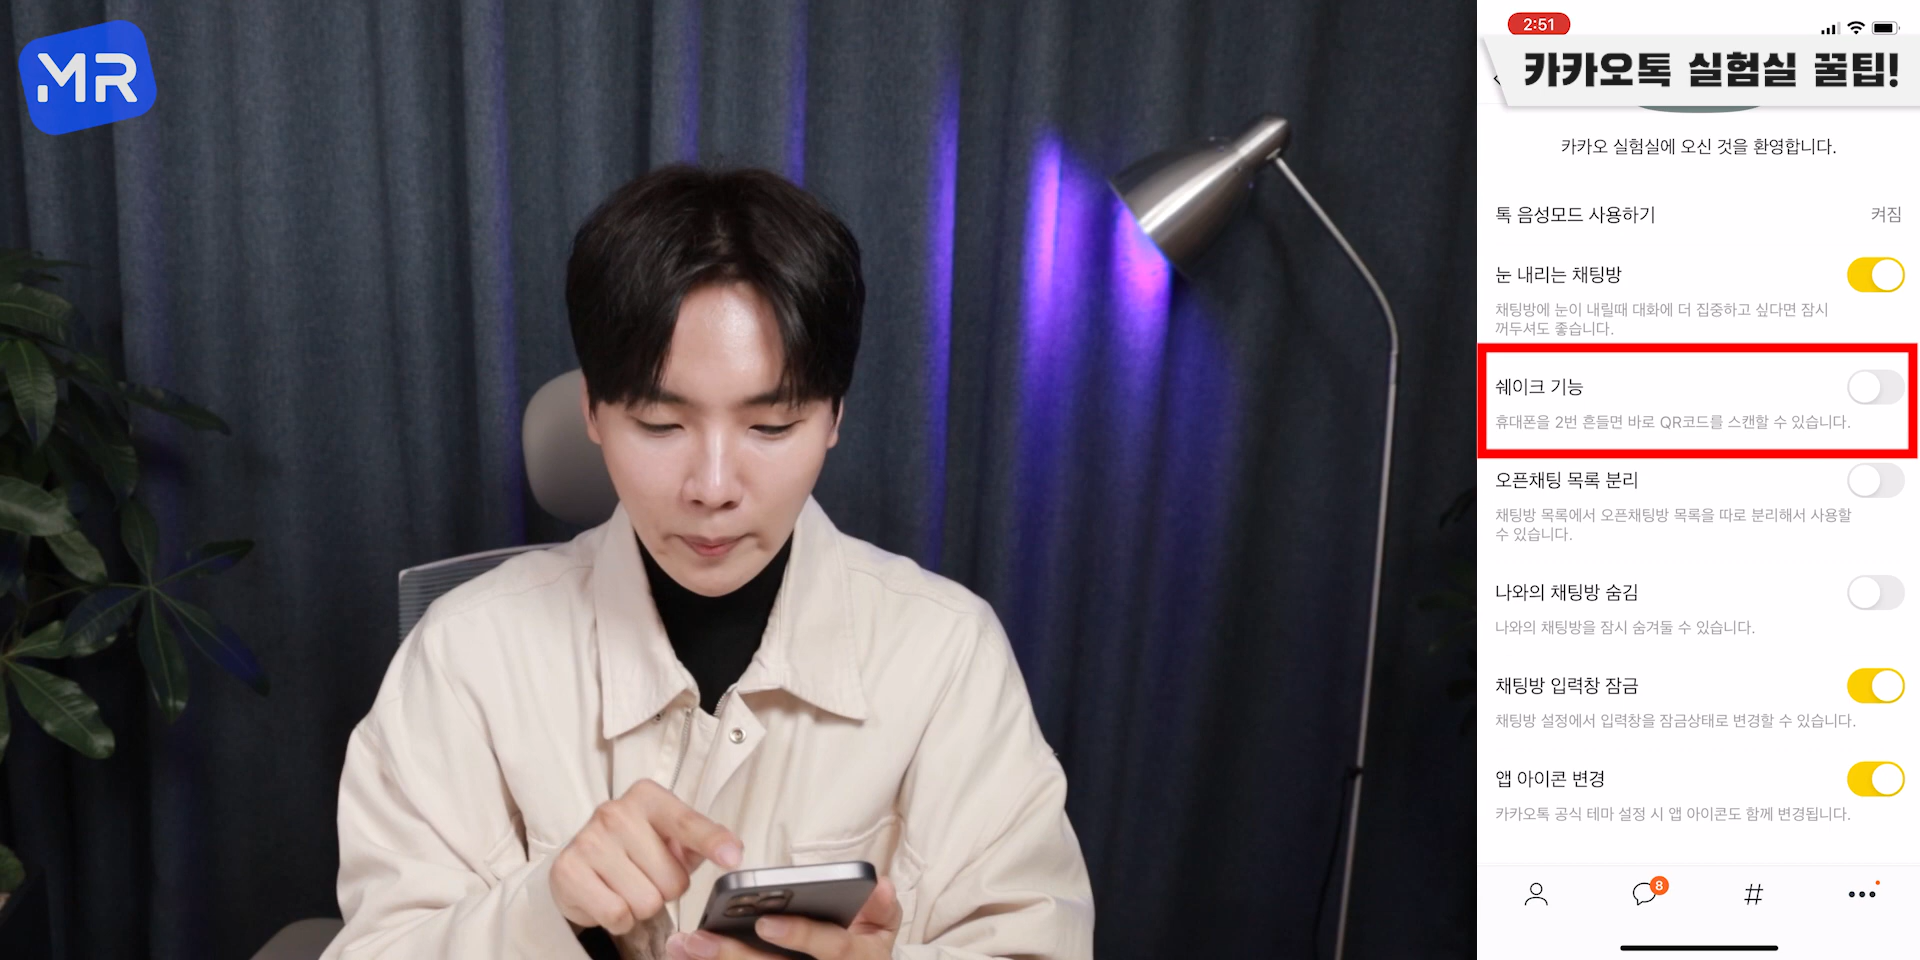 MR
2:51
카카오톡 실험실 꿀팁!
카카오 실험실에 오신 것을 환영합니다.
톡 음성모드 사용하기 켜짐
눈 내리는 채팅방
채팅방에 눈이 내릴때 대화에 더 집중하고 싶다면 잠시
꺼두셔도 좋습니다.
쉐이크 기능
휴대폰을 2번 흔들면 바로 QR코드를 스캔할 수 있습니다.
오픈채팅 목록 분리
채팅방 목록에서 오픈채팅방 목록을 따로 분리해서 사용할
수 있습니다.
나와의 채팅방 숨김
나와의 채팅방을 잠시 숨겨둘 수 있습니다.
채팅방 입력창 잠금
채팅방 설정에서 입력창을 잠금상태로 변경할 수 있습니다.
앱 아이콘 변경
카카오톡 공식 테마 설정 시 앱 아이콘도 함께 변경됩니다.
8
#